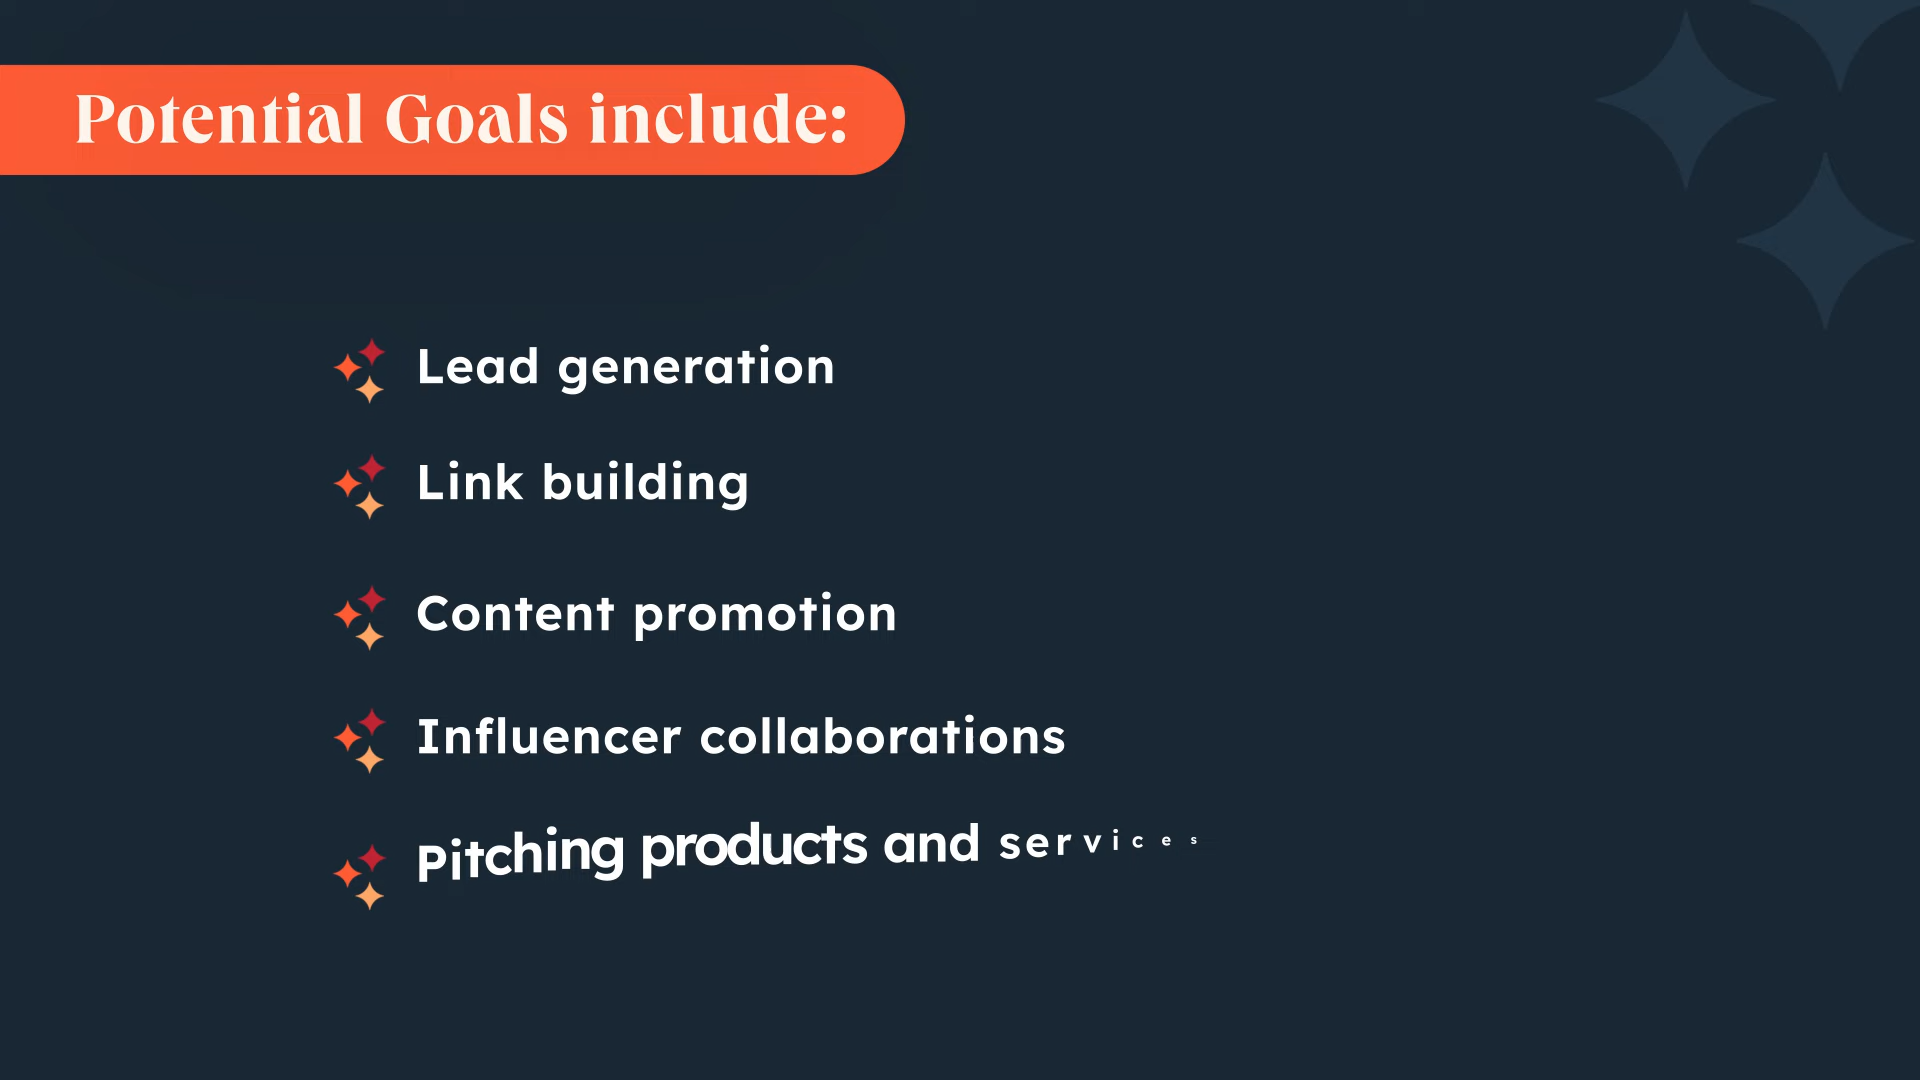 Potential Goals include:
Lead generation
Link building
Content promotion
Influencer collaborations
Pitching products and services